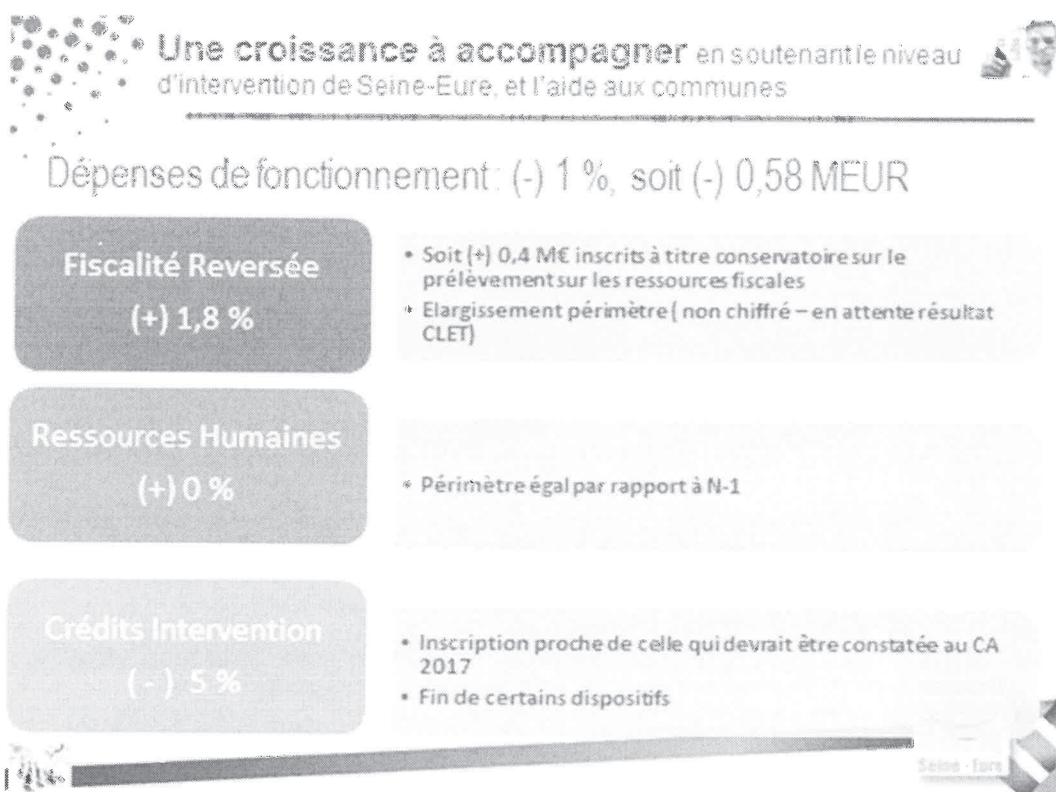 Une croissance à accompagner en soutenant le niveau
d'intervention de Seine-Eure, et l'aide aux communes
Dépenses de fonctionnement : (-) 1 %, soit (-) 0,58 MEUR
Fiscalité Reversée
(+) 1,8 %
• Soit (+) 0,4 M€ inscrits à titre conservatoire sur le
prélèvement sur les ressources fiscales
• Elargissement périmètre ( non chiffré – en attente résultat
CLET)
Ressources Humaines
(+) 0 %
• Périmètre égal par rapport à N-1
Crédits Intervention
( - ) 5 %
• Inscription proche de celle qui devrait être constatée au CA
2017
• Fin de certains dispositifs
Seine - Eure